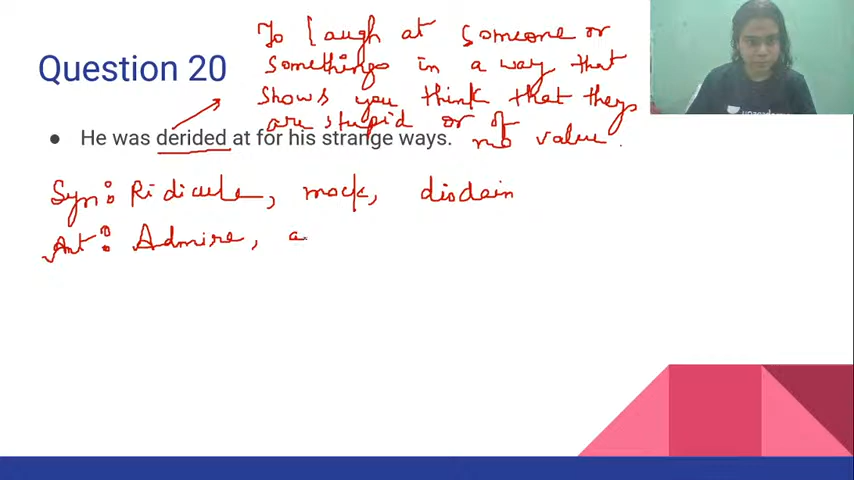 To laugh at someone or
Question 20
somethings in a way that
shows you think that they
are stupid or of
● He was derided at for his strange ways.
no value.
Syn: Ridicule, mock, disdain
Ant: Admire, a